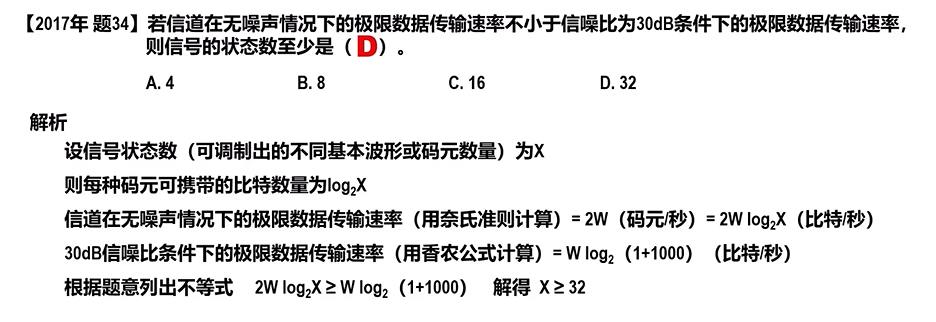 【2017年 题34】若信道在无噪声情况下的极限数据传输速率不小于信噪比为30dB条件下的极限数据传输速率，
则信号的状态数至少是（ D ）。
A. 4 B. 8 C. 16 D. 32
解析
设信号状态数（可调制出的不同基本波形或码元数量）为X
则每种码元可携带的比特数量为log₂X
信道在无噪声情况下的极限数据传输速率（用奈氏准则计算）= 2W（码元/秒）= 2W log₂X（比特/秒）
30dB信噪比条件下的极限数据传输速率（用香农公式计算）= W log₂（1+1000）（比特/秒）
根据题意列出不等式 2W log₂X ≥ W log₂（1+1000） 解得 X ≥ 32